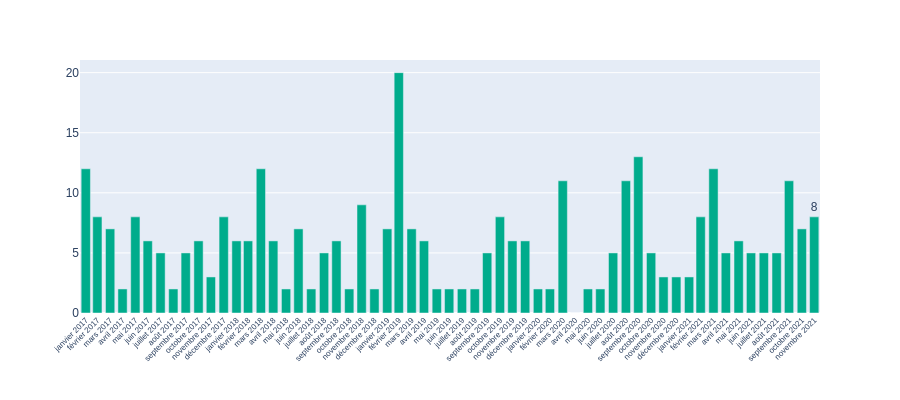 20
15
10
5
0
8
janvier 2017
février 2017
mars 2017
avril 2017
mai 2017
juin 2017
juillet 2017
août 2017
septembre 2017
octobre 2017
novembre 2017
décembre 2017
janvier 2018
février 2018
mars 2018
avril 2018
mai 2018
juin 2018
juillet 2018
août 2018
septembre 2018
octobre 2018
novembre 2018
décembre 2018
janvier 2019
février 2019
mars 2019
avril 2019
mai 2019
juin 2019
juillet 2019
août 2019
septembre 2019
octobre 2019
novembre 2019
décembre 2019
janvier 2020
février 2020
mars 2020
avril 2020
mai 2020
juin 2020
juillet 2020
août 2020
septembre 2020
octobre 2020
novembre 2020
décembre 2020
janvier 2021
février 2021
mars 2021
avril 2021
mai 2021
juin 2021
juillet 2021
août 2021
septembre 2021
octobre 2021
novembre 2021